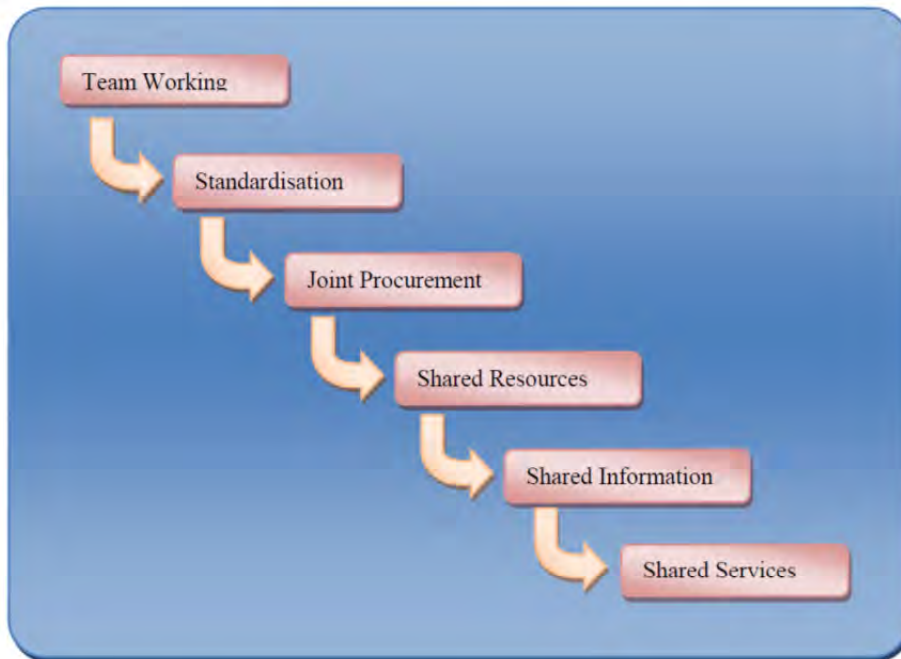 Team Working
Standardisation
Joint Procurement
Shared Resources
Shared Information
Shared Services